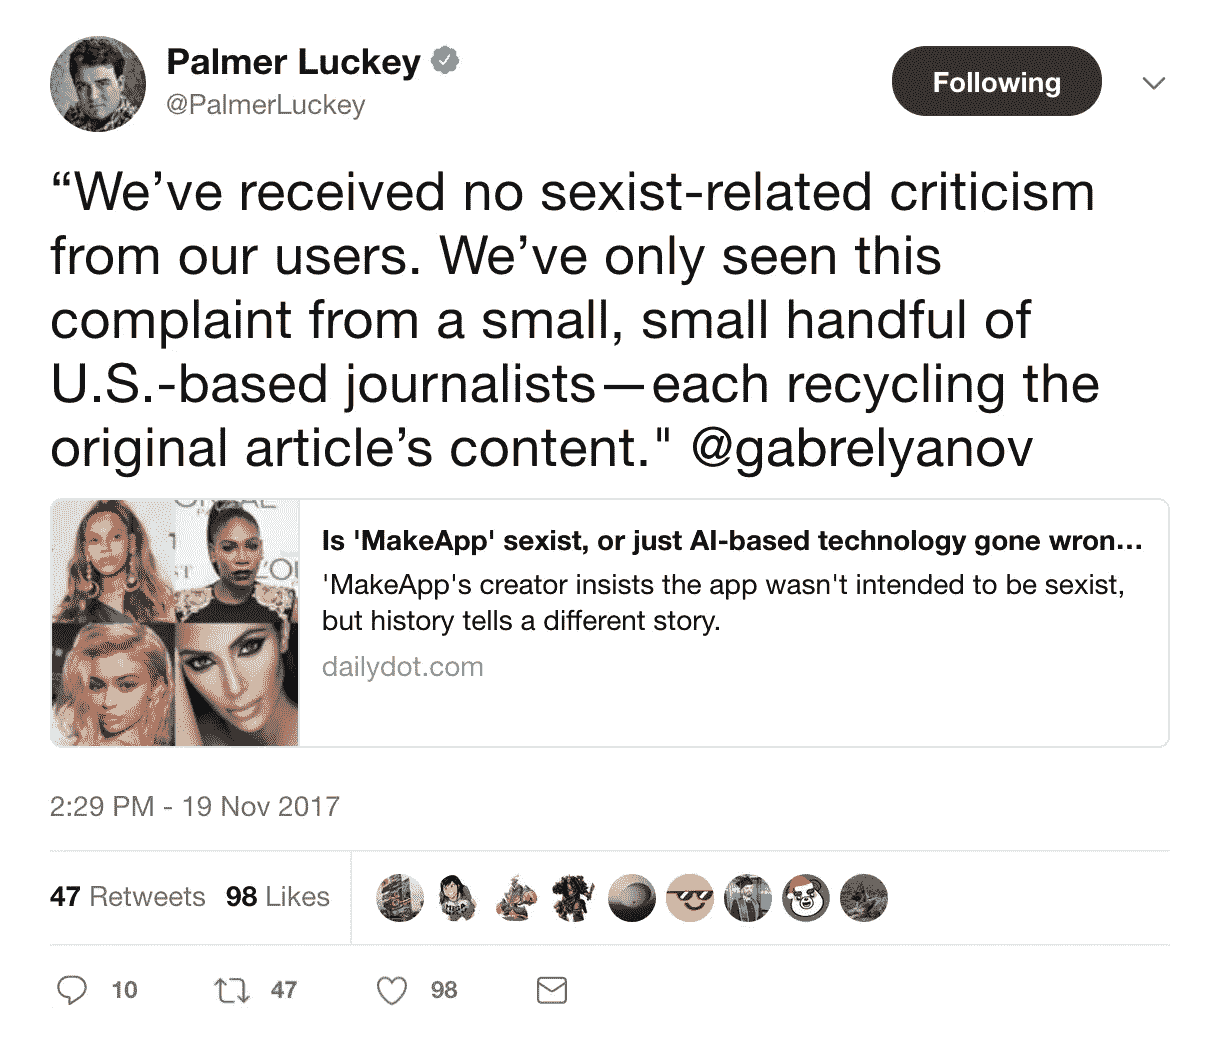 Palmer Luckey
@PalmerLuckey
Following
“We’ve received no sexist-related criticism
from our users. We’ve only seen this
complaint from a small, small handful of
U.S.-based journalists—each recycling the
original article’s content." @gabrelyanov
Is 'MakeApp' sexist, or just AI-based technology gone wron...
'MakeApp's creator insists the app wasn't intended to be sexist,
but history tells a different story.
dailydot.com
2:29 PM - 19 Nov 2017
47 Retweets 98 Likes
10 47 98